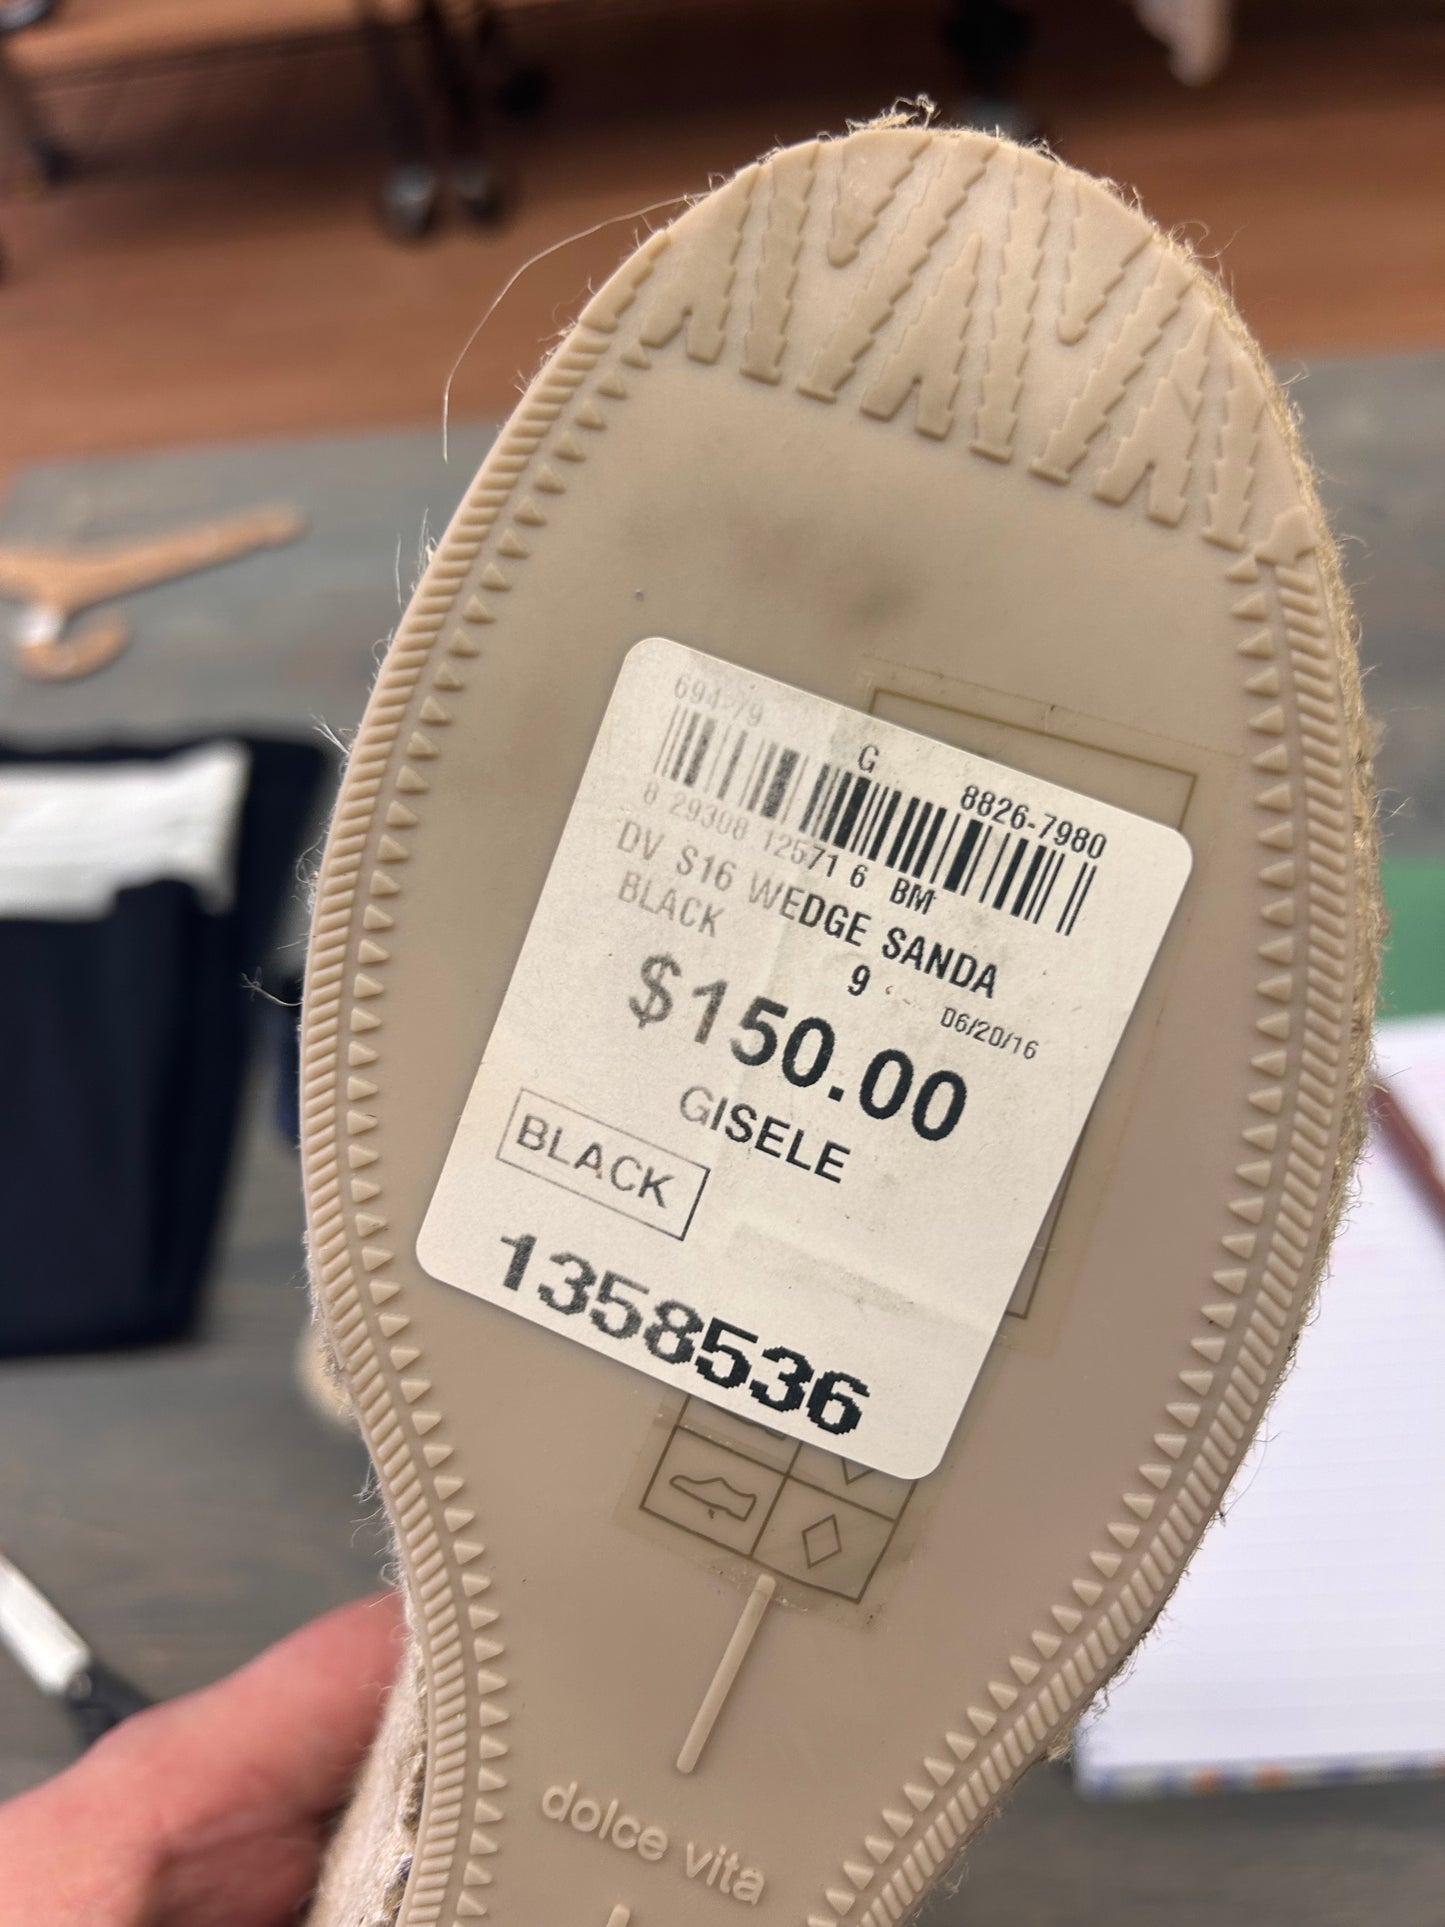 694-79
G 8826-7980
8 29308 12571 6 BM
DV S16 WEDGE SANDA
BLACK 9 06/20/16
$150.00
GISELE
BLACK
1358536
dolce vita